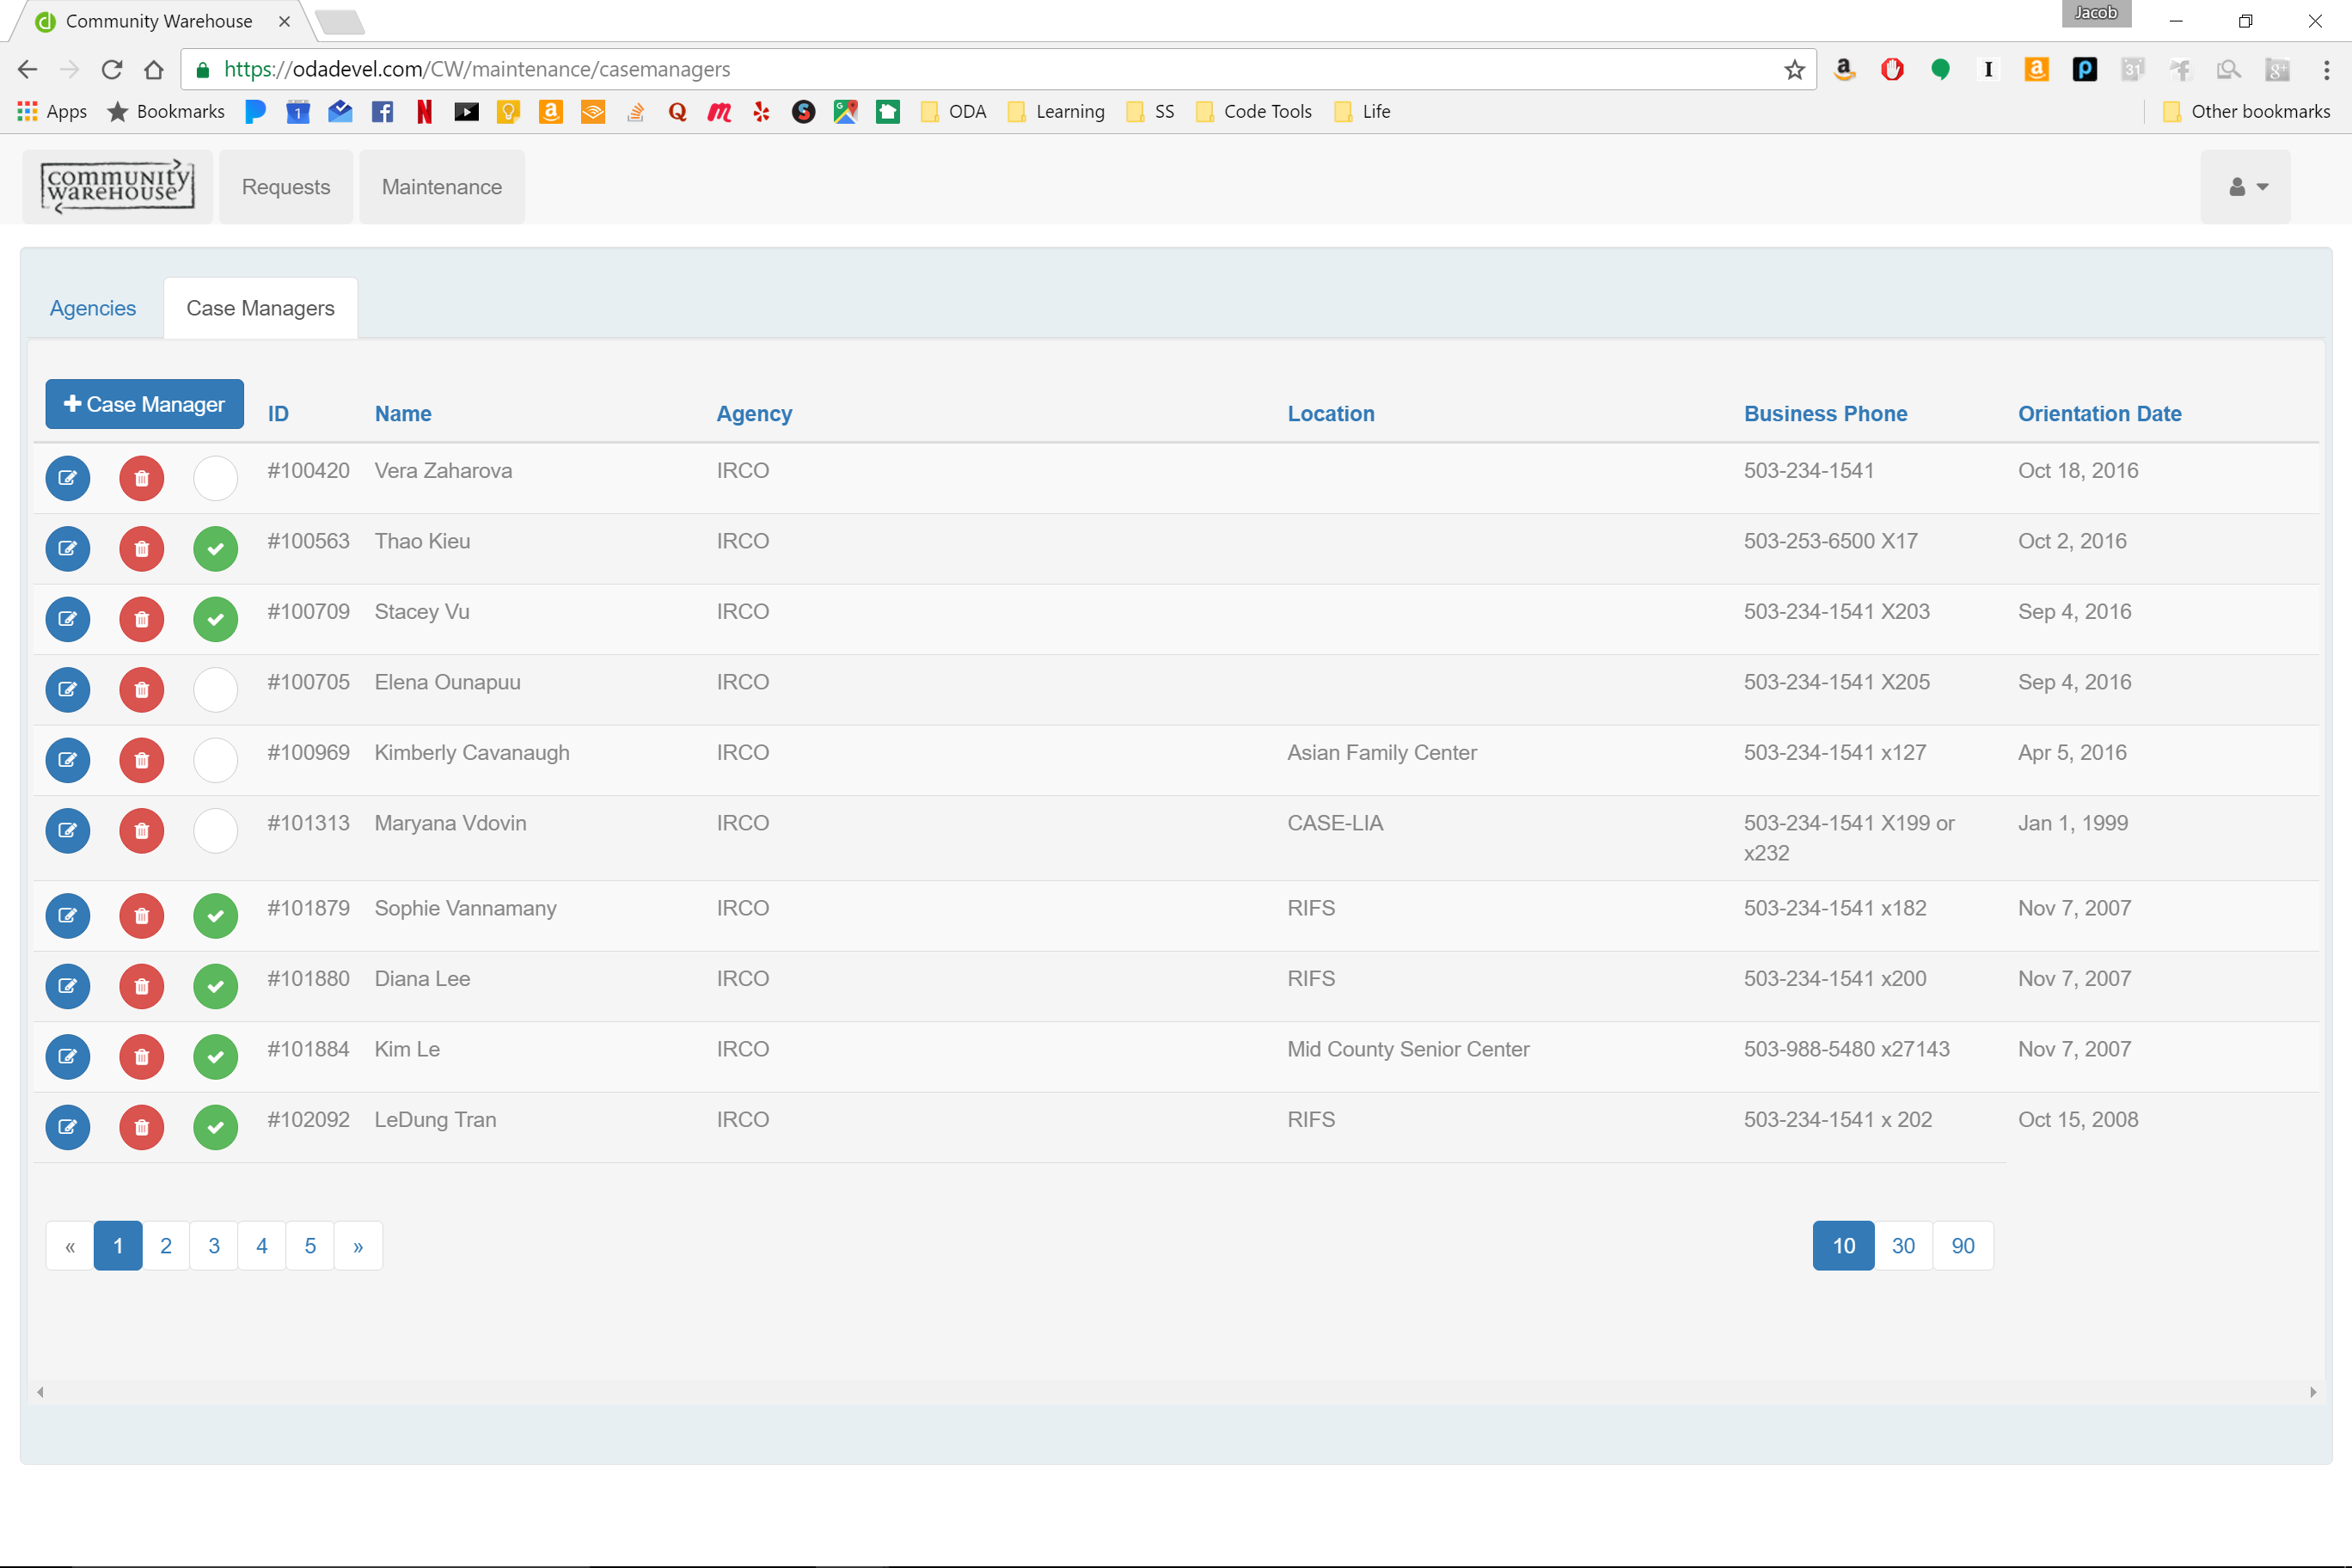 Community Warehouse
Jacob
https://odadevel.com/CW/maintenance/casemanagers
Apps Bookmarks ODA Learning SS Code Tools Life Other bookmarks
community
WAREHOUSE
Requests Maintenance
Agencies Case Managers
Case Manager ID Name Agency Location Business Phone Orientation Date
#100420 Vera Zaharova IRCO 503-234-1541 Oct 18, 2016
#100563 Thao Kieu IRCO 503-253-6500 X17 Oct 2, 2016
#100709 Stacey Vu IRCO 503-234-1541 X203 Sep 4, 2016
#100705 Elena Ounapuu IRCO 503-234-1541 X205 Sep 4, 2016
#100969 Kimberly Cavanaugh IRCO Asian Family Center 503-234-1541 x127 Apr 5, 2016
#101313 Maryana Vdovin IRCO CASE-LIA 503-234-1541 X199 or Jan 1, 1999
x232
#101879 Sophie Vannamany IRCO RIFS 503-234-1541 x182 Nov 7, 2007
#101880 Diana Lee IRCO RIFS 503-234-1541 x200 Nov 7, 2007
#101884 Kim Le IRCO Mid County Senior Center 503-988-5480 x27143 Nov 7, 2007
#102092 LeDung Tran IRCO RIFS 503-234-1541 x 202 Oct 15, 2008
« 1 2 3 4 5 » 10 30 90